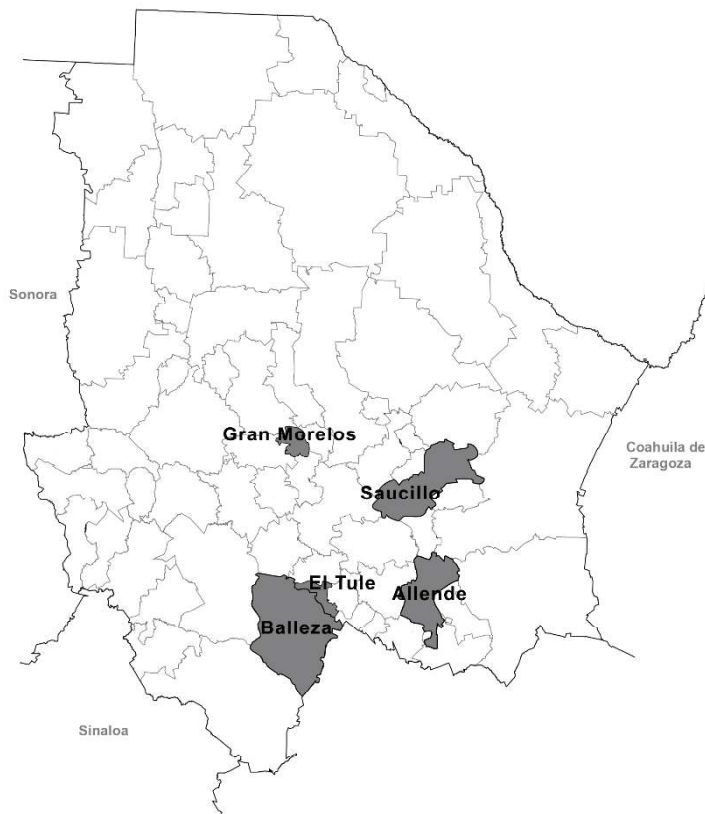 Sonora
Gran Morelos
Coahuila de
Zaragoza
Saucillo
El Tule
Allende
Balleza
Sinaloa